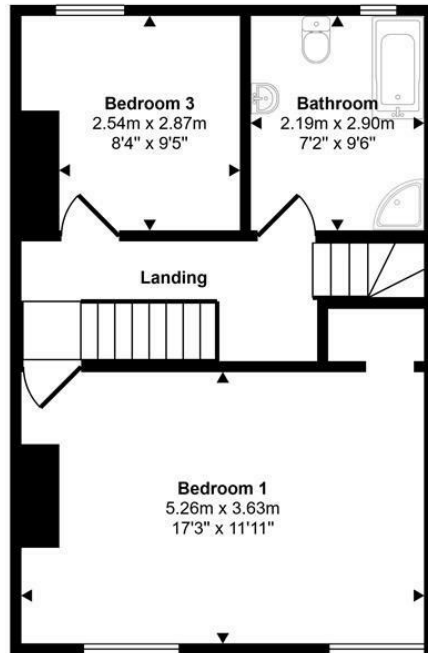 Bedroom 3
2.54m x 2.87m
8'4" x 9'5"
Bathroom
2.19m x 2.90m
7'2" x 9'6"
Landing
Bedroom 1
5.26m x 3.63m
17'3" x 11'11"